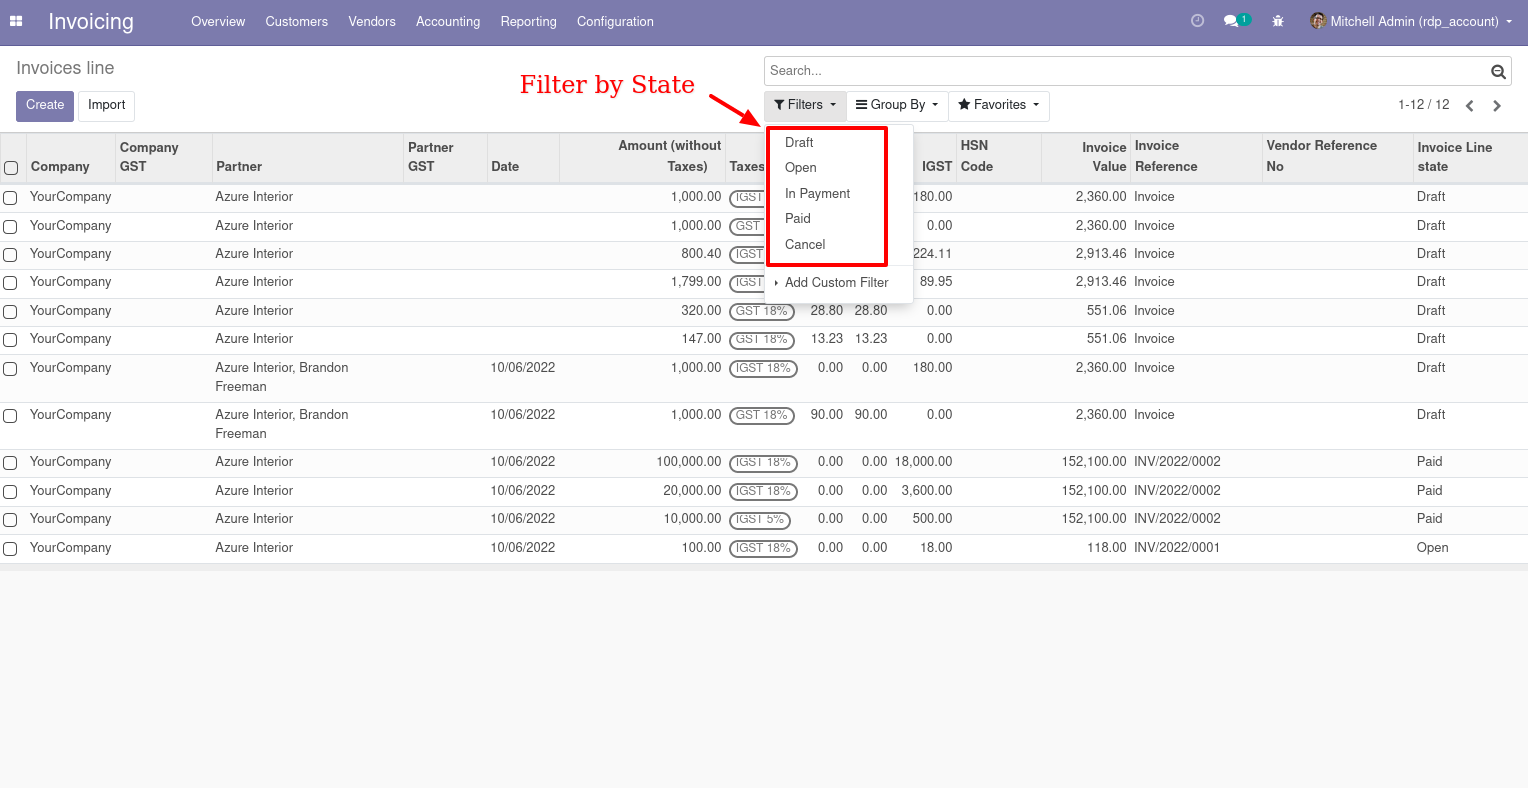 Invoicing Overview Customers Vendors Accounting Reporting Configuration 1 Mitchell Admin (rdp_account)
Invoices line
Search...
Filter by State
Create Import Filters Group By Favorites 1-12 / 12
Draft
Open
In Payment
Paid
Cancel
Add Custom Filter
Company Company GST Partner Partner GST Date Amount (without Taxes) Taxes IGST HSN Code Invoice Value Invoice Reference Vendor Reference No Invoice Line state
YourCompany Azure Interior 1,000.00 IGST 180.00 2,360.00 Invoice Draft
YourCompany Azure Interior 1,000.00 GST 0.00 2,360.00 Invoice Draft
YourCompany Azure Interior 800.40 IGST 224.11 2,913.46 Invoice Draft
YourCompany Azure Interior 1,799.00 IGST 89.95 2,913.46 Invoice Draft
YourCompany Azure Interior 320.00 GST 18% 28.80 28.80 0.00 551.06 Invoice Draft
YourCompany Azure Interior 147.00 GST 18% 13.23 13.23 0.00 551.06 Invoice Draft
YourCompany Azure Interior, Brandon Freeman 10/06/2022 1,000.00 IGST 18% 0.00 0.00 180.00 2,360.00 Invoice Draft
YourCompany Azure Interior, Brandon Freeman 10/06/2022 1,000.00 GST 18% 90.00 90.00 0.00 2,360.00 Invoice Draft
YourCompany Azure Interior 10/06/2022 100,000.00 IGST 18% 0.00 0.00 18,000.00 152,100.00 INV/2022/0002 Paid
YourCompany Azure Interior 10/06/2022 20,000.00 IGST 18% 0.00 0.00 3,600.00 152,100.00 INV/2022/0002 Paid
YourCompany Azure Interior 10/06/2022 10,000.00 IGST 5% 0.00 0.00 500.00 152,100.00 INV/2022/0002 Paid
YourCompany Azure Interior 10/06/2022 100.00 IGST 18% 0.00 0.00 18.00 118.00 INV/2022/0001 Open